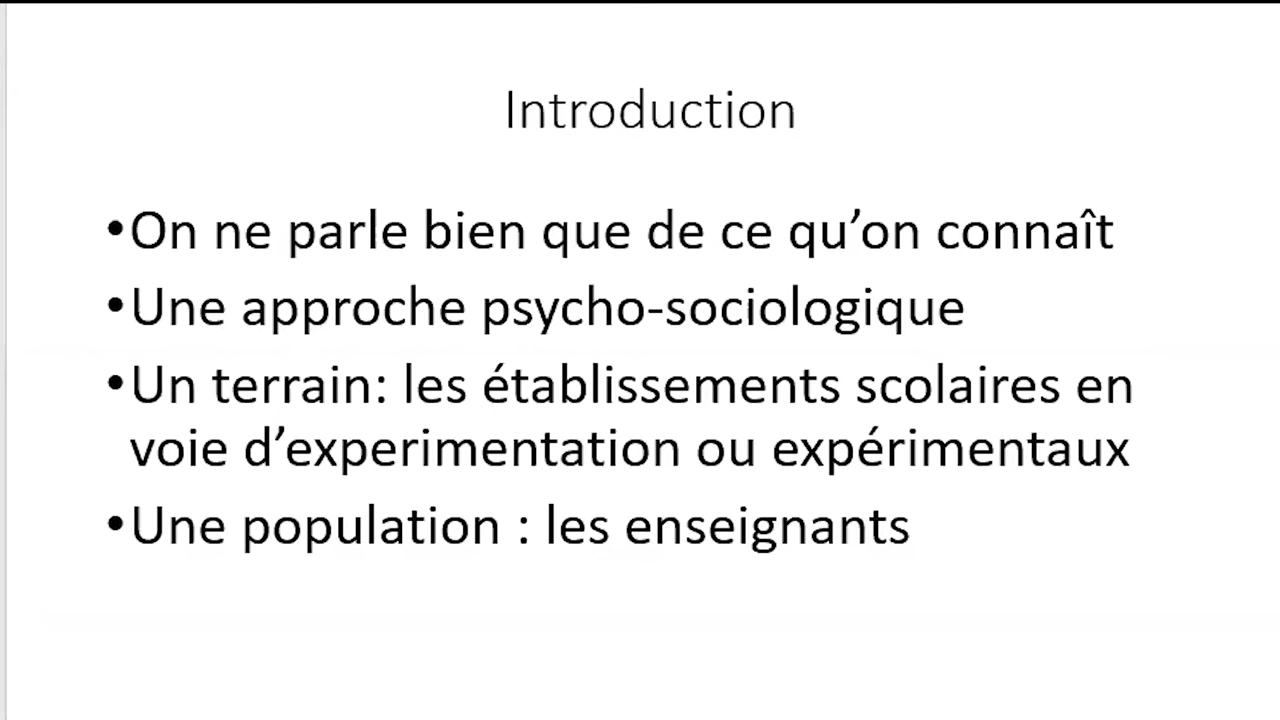 Introduction
•On ne parle bien que de ce qu’on connaît
•Une approche psycho-sociologique
•Un terrain: les établissements scolaires en
voie d’experimentation ou expérimentaux
•Une population : les enseignants